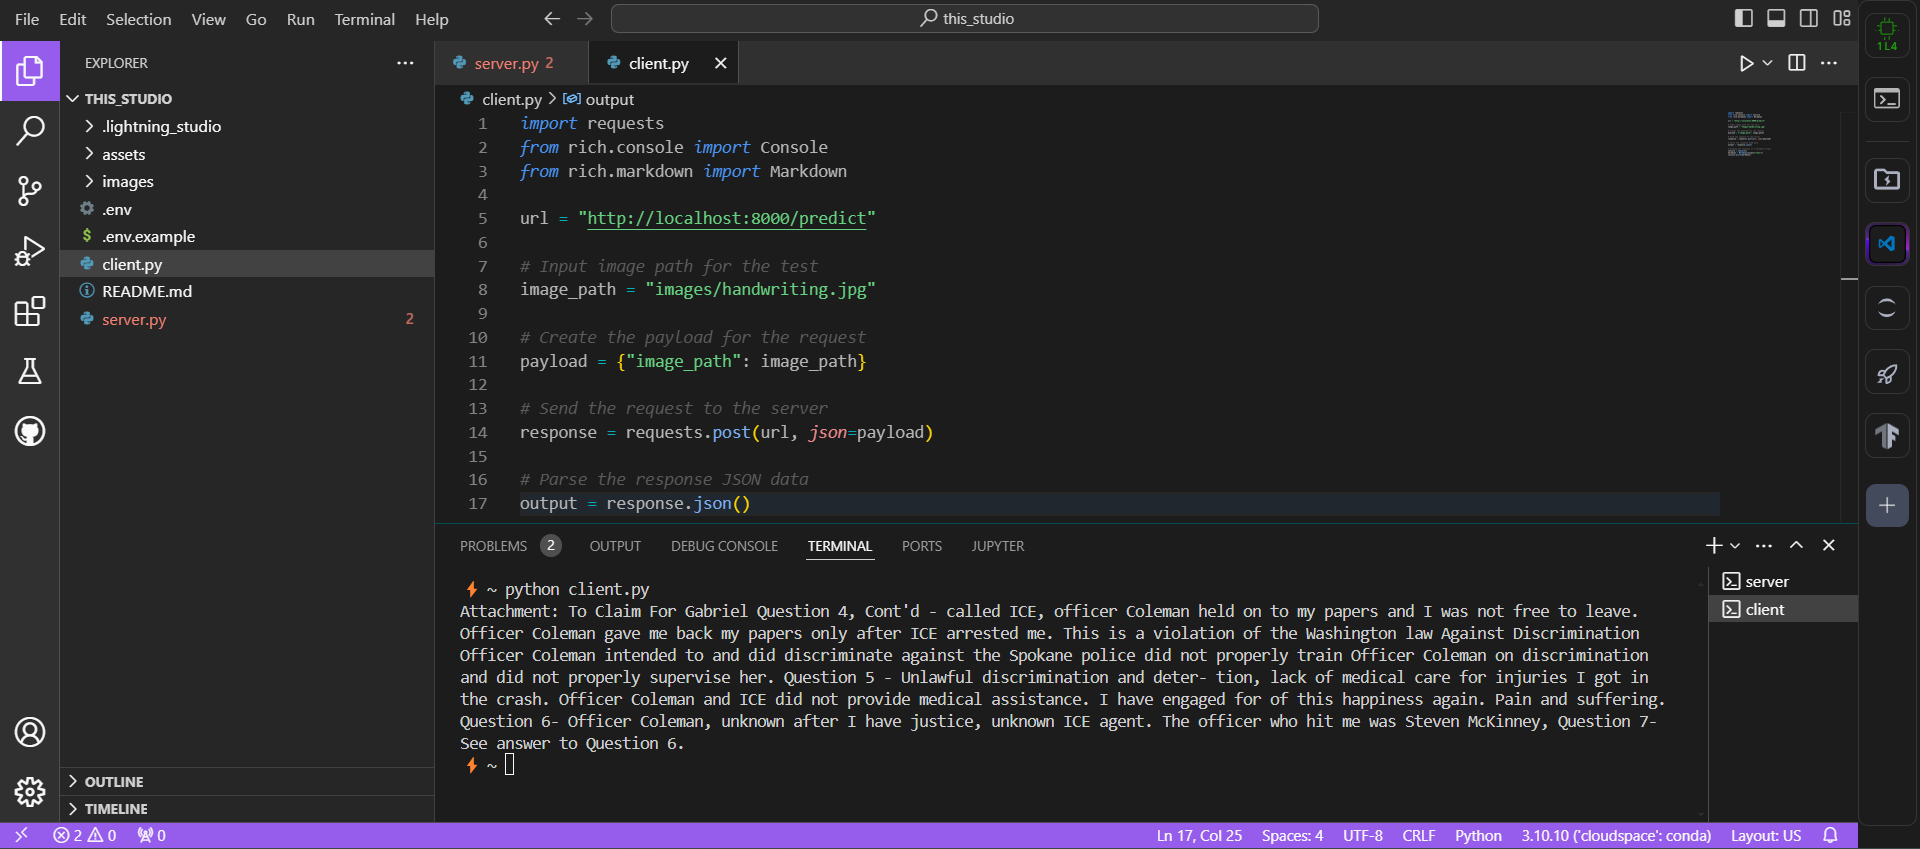 File Edit Selection View Go Run Terminal Help
this_studio
1 L4
EXPLORER
THIS_STUDIO
.lightning_studio
assets
images
.env
$ .env.example
client.py
README.md
server.py 2
OUTLINE
TIMELINE
server.py 2
client.py
client.py > output
1 import requests
2 from rich.console import Console
3 from rich.markdown import Markdown
4
5 url = "http://localhost:8000/predict"
6
7 # Input image path for the test
8 image_path = "images/handwriting.jpg"
9
10 # Create the payload for the request
11 payload = {"image_path": image_path}
12
13 # Send the request to the server
14 response = requests.post(url, json=payload)
15
16 # Parse the response JSON data
17 output = response.json()
PROBLEMS 2 OUTPUT DEBUG CONSOLE TERMINAL PORTS JUPYTER
~ python client.py
Attachment: To Claim For Gabriel Question 4, Cont'd - called ICE, officer Coleman held on to my papers and I was not free to leave.
Officer Coleman gave me back my papers only after ICE arrested me. This is a violation of the Washington law Against Discrimination
Officer Coleman intended to and did discriminate against the Spokane police did not properly train Officer Coleman on discrimination
and did not properly supervise her. Question 5 - Unlawful discrimination and deter- tion, lack of medical care for injuries I got in
the crash. Officer Coleman and ICE did not provide medical assistance. I have engaged for of this happiness again. Pain and suffering.
Question 6- Officer Coleman, unknown after I have justice, unknown ICE agent. The officer who hit me was Steven McKinney, Question 7-
See answer to Question 6.
~
server
client
2 0 0
Ln 17, Col 25 Spaces: 4 UTF-8 CRLF Python 3.10.10 ('cloudspace': conda) Layout: US